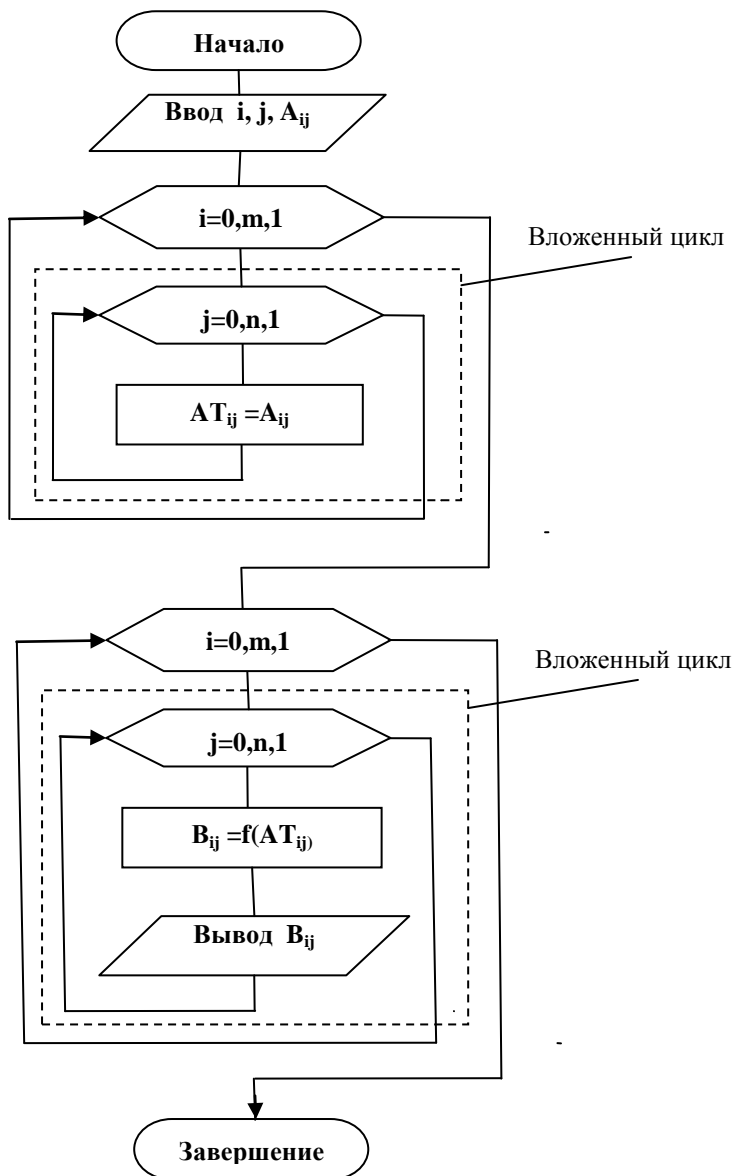 Начало
Ввод i, j, Aij
i=0,m,1
Вложенный цикл
j=0,n,1
ATij =Aij
-
i=0,m,1
Вложенный цикл
j=0,n,1
Bij =f(ATij)
Вывод Bij
-
Завершение